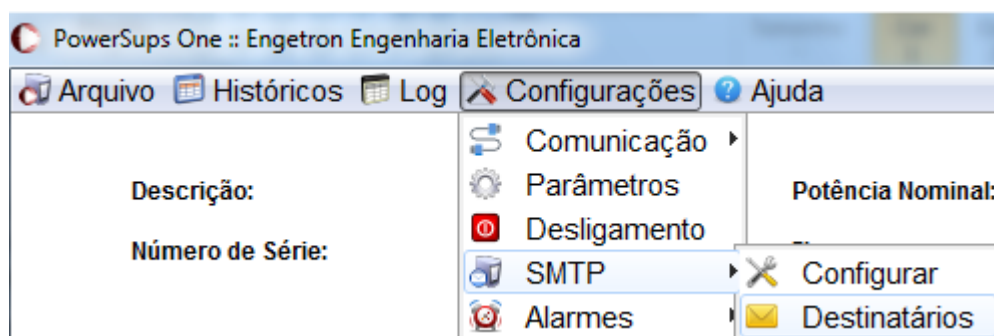 PowerSups One :: Engetron Engenharia Eletrônica
Arquivo Históricos Log Configurações Ajuda
Comunicação
Descrição: Parâmetros Potência Nominal:
Desligamento
Número de Série:
SMTP Configurar
Alarmes Destinatários